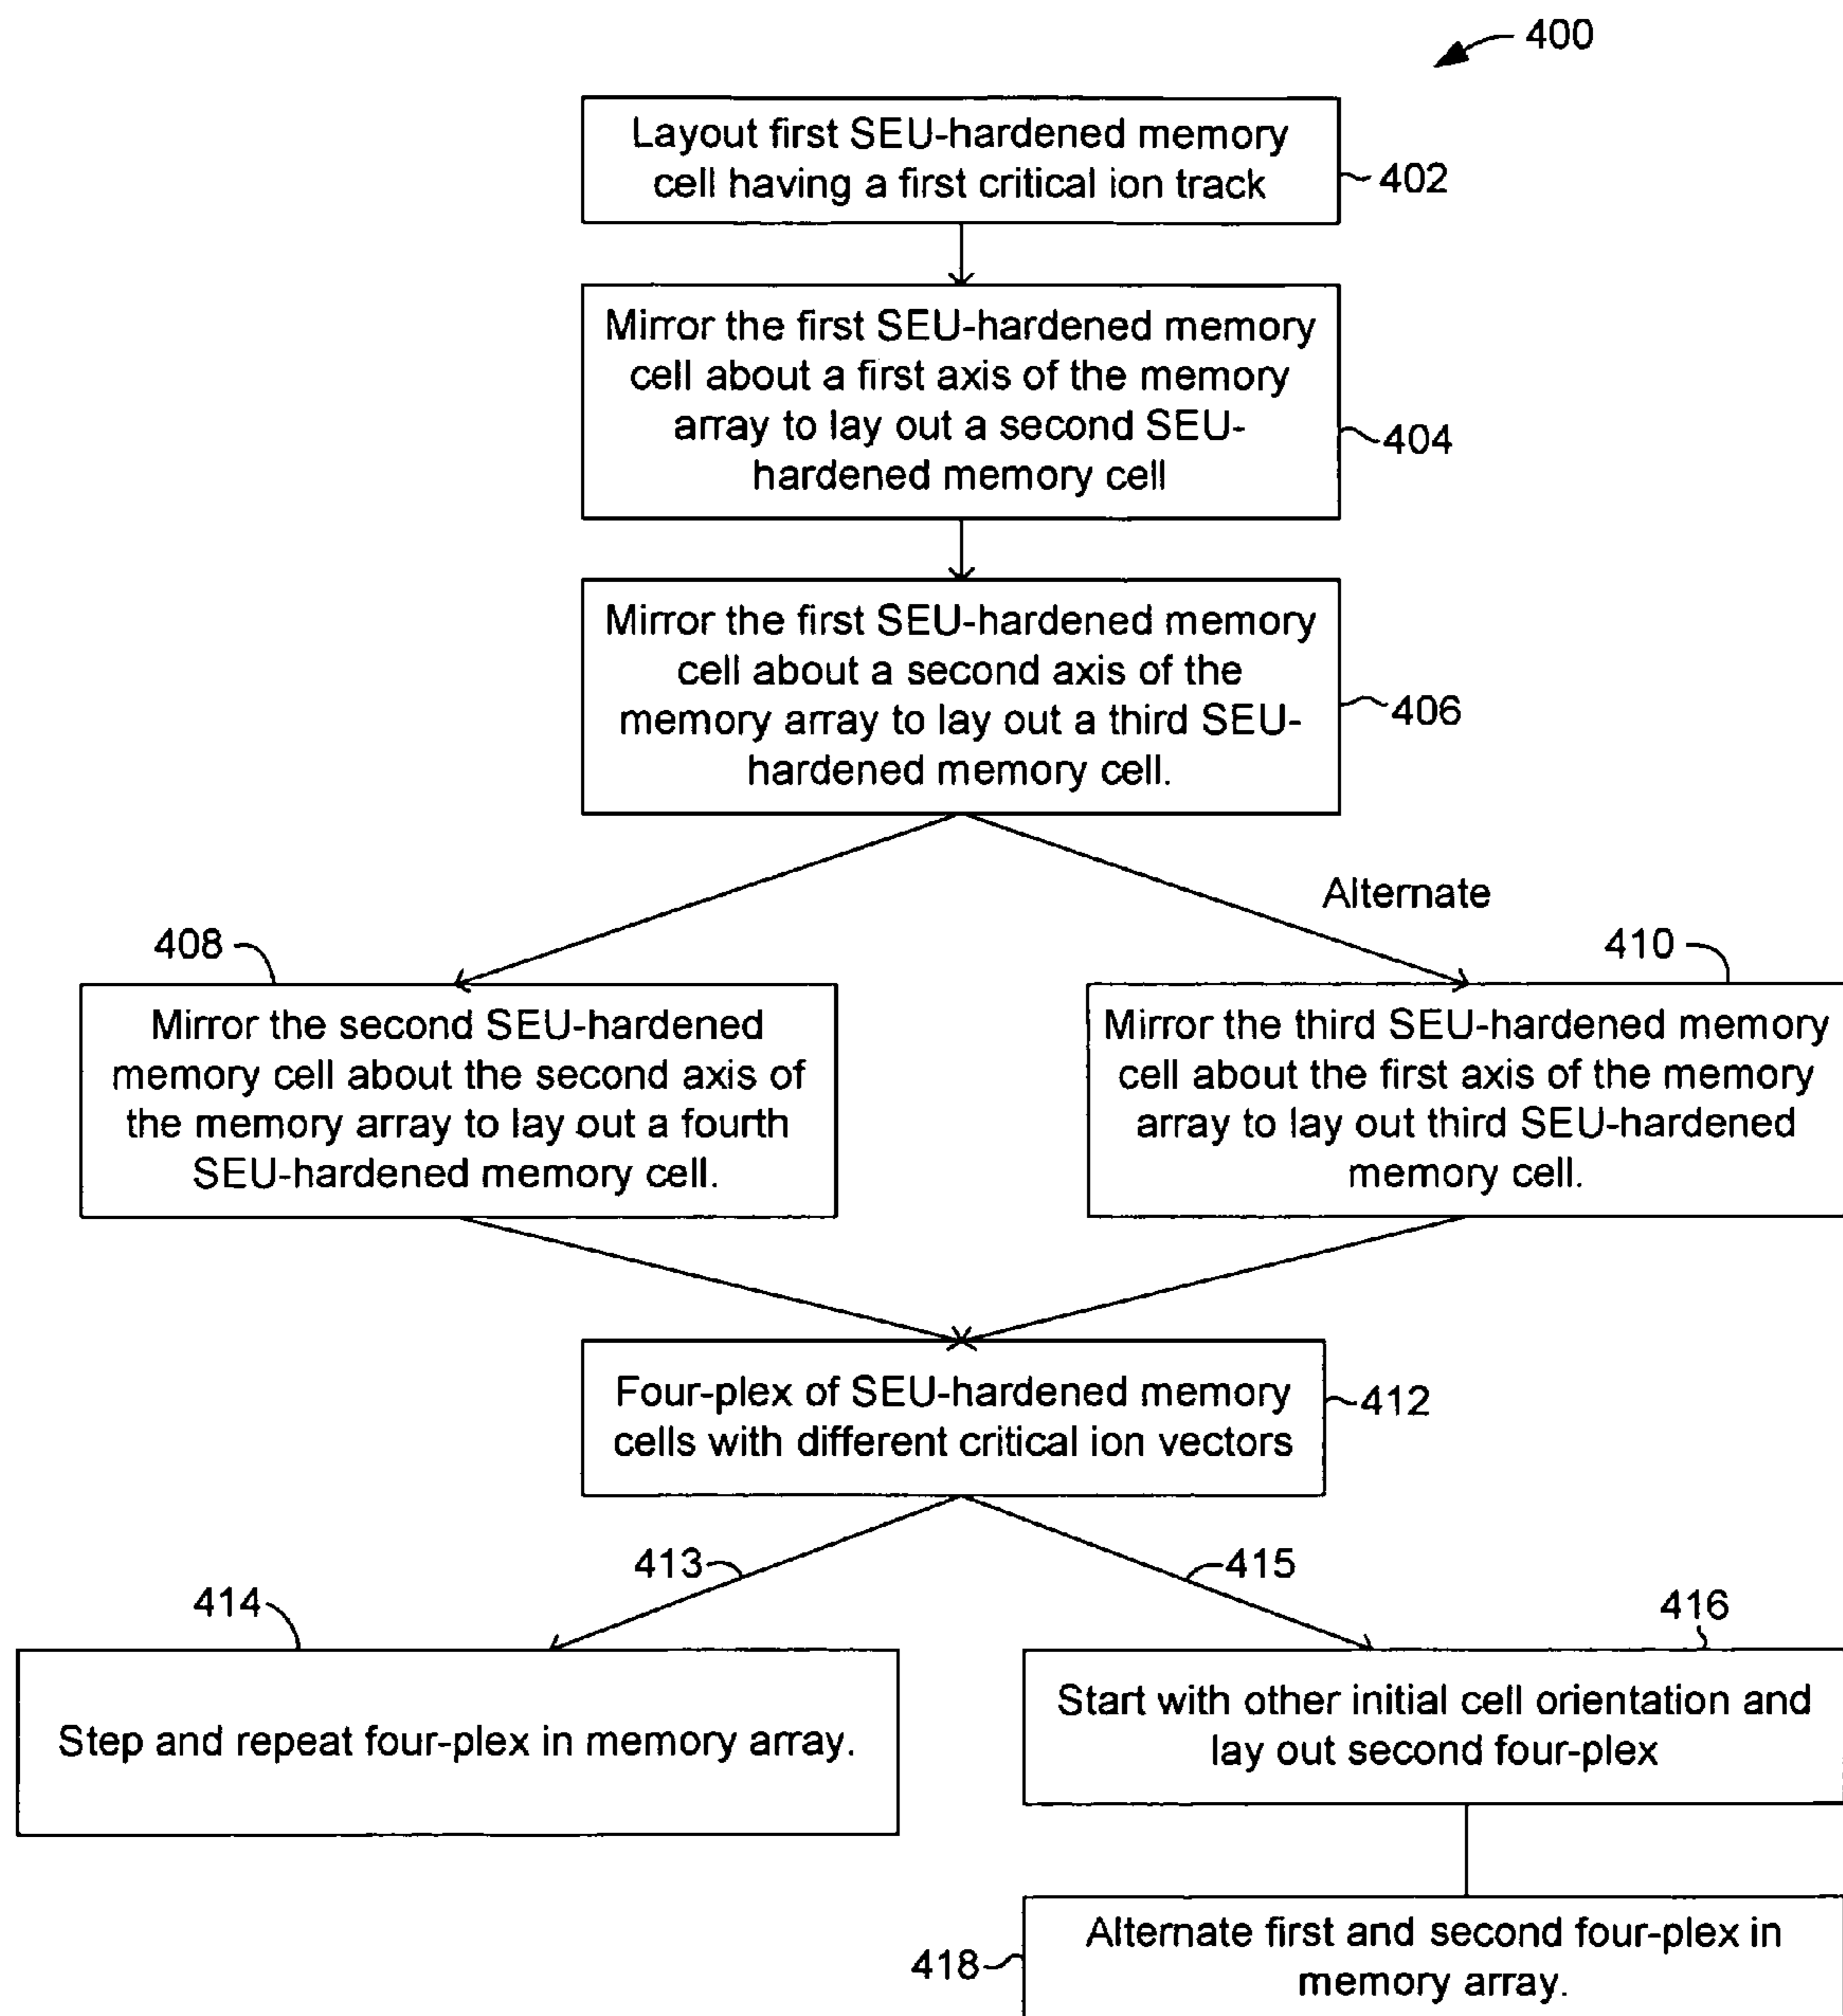 400
Layout first SEU-hardened memory
cell having a first critical ion track
402
Mirror the first SEU-hardened memory
cell about a first axis of the memory
array to lay out a second SEU-
hardened memory cell
404
Mirror the first SEU-hardened memory
cell about a second axis of the
memory array to lay out a third SEU-
hardened memory cell.
406
Alternate
408
410
Mirror the second SEU-hardened
memory cell about the second axis of
the memory array to lay out a fourth
SEU-hardened memory cell.
Mirror the third SEU-hardened memory
cell about the first axis of the memory
array to lay out third SEU-hardened
memory cell.
Four-plex of SEU-hardened memory
cells with different critical ion vectors
412
413
415
414
416
Step and repeat four-plex in memory array.
Start with other initial cell orientation and
lay out second four-plex
Alternate first and second four-plex in
memory array.
418